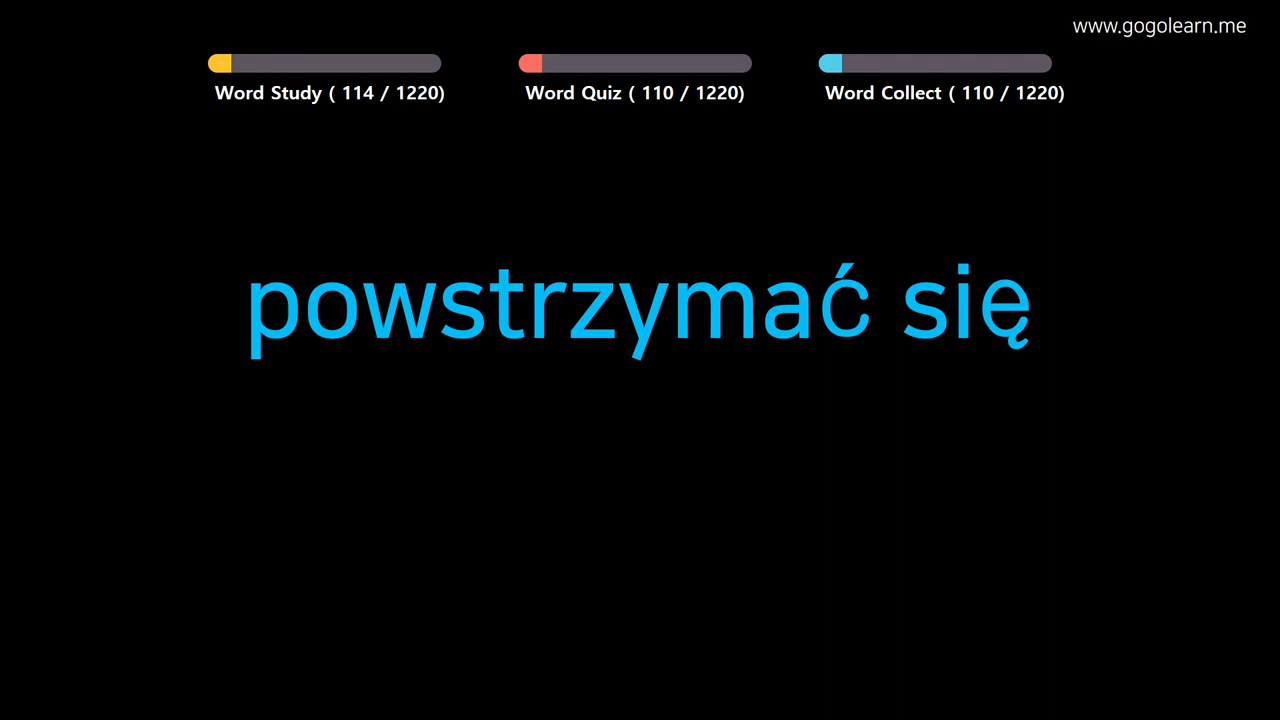 www.gogolearn.me
Word Study ( 114 / 1220)
Word Quiz ( 110 / 1220)
Word Collect ( 110 / 1220)
powstrzymać się